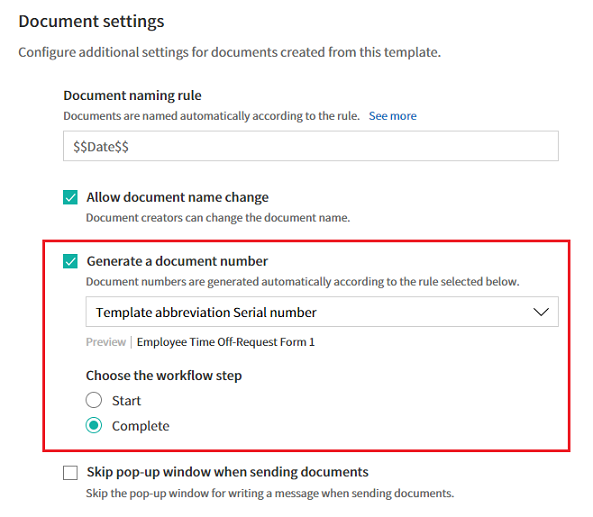 Document settings
Configure additional settings for documents created from this template.
Document naming rule
Documents are named automatically according to the rule. See more
$$Date$$
Allow document name change
Document creators can change the document name.
Generate a document number
Document numbers are generated automatically according to the rule selected below.
Template abbreviation Serial number
Preview | Employee Time Off-Request Form 1
Choose the workflow step
Start
Complete
Skip pop-up window when sending documents
Skip the pop-up window for writing a message when sending documents.